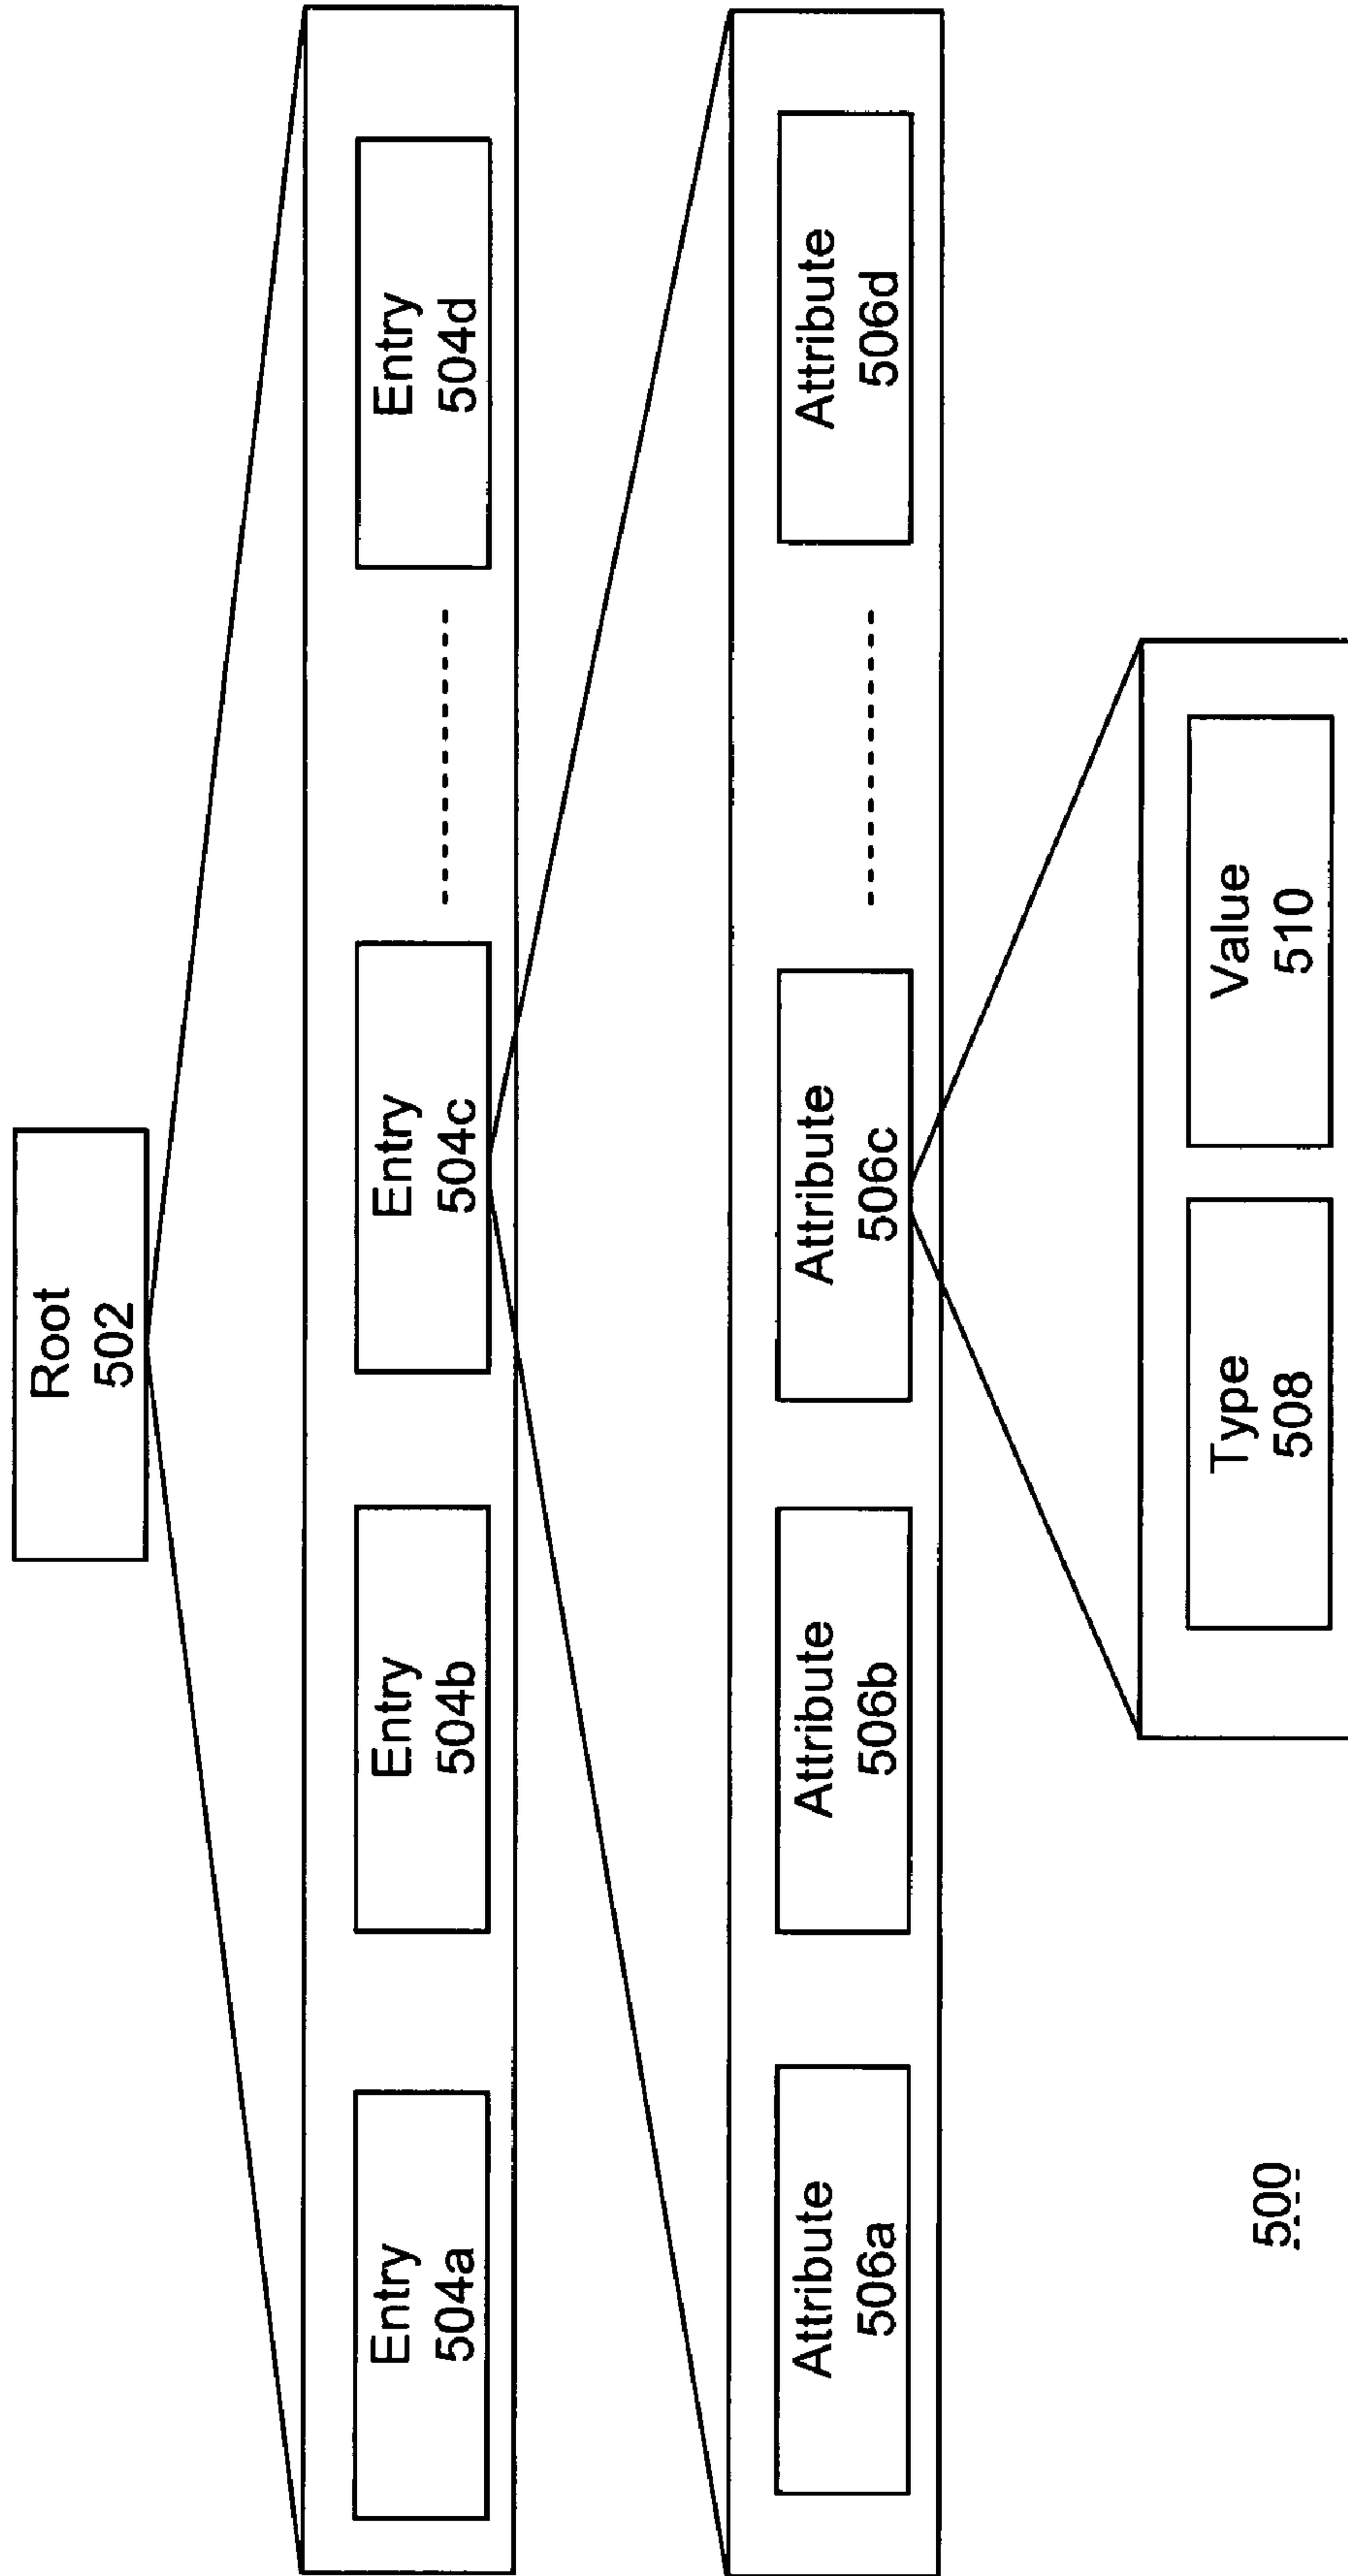 Root
502
Entry
504a
Entry
504b
Entry
504c
Entry
504d
Attribute
506a
Attribute
506b
Attribute
506c
Attribute
506d
Type
508
Value
510
500